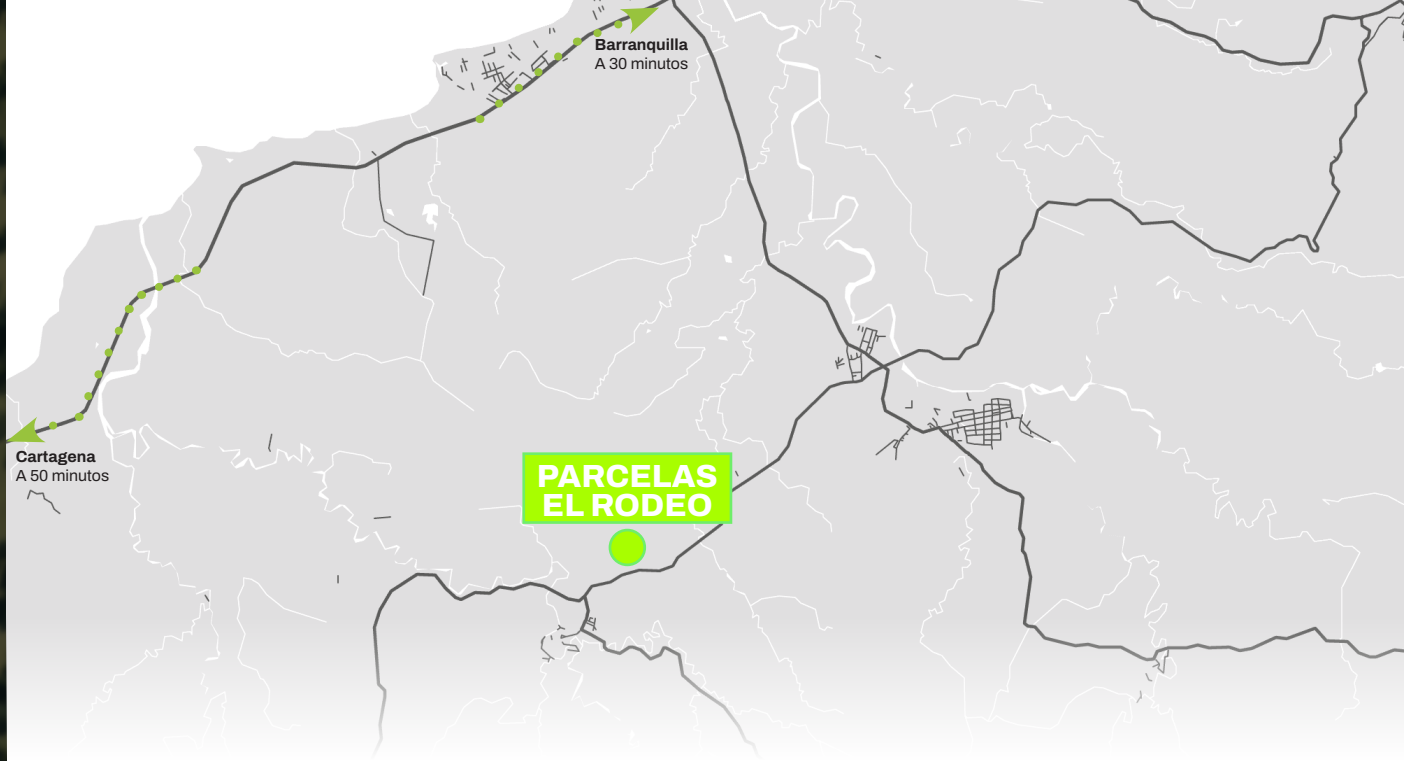 Barranquilla
A 30 minutos
Cartagena
A 50 minutos
PARCELAS
EL RODEO